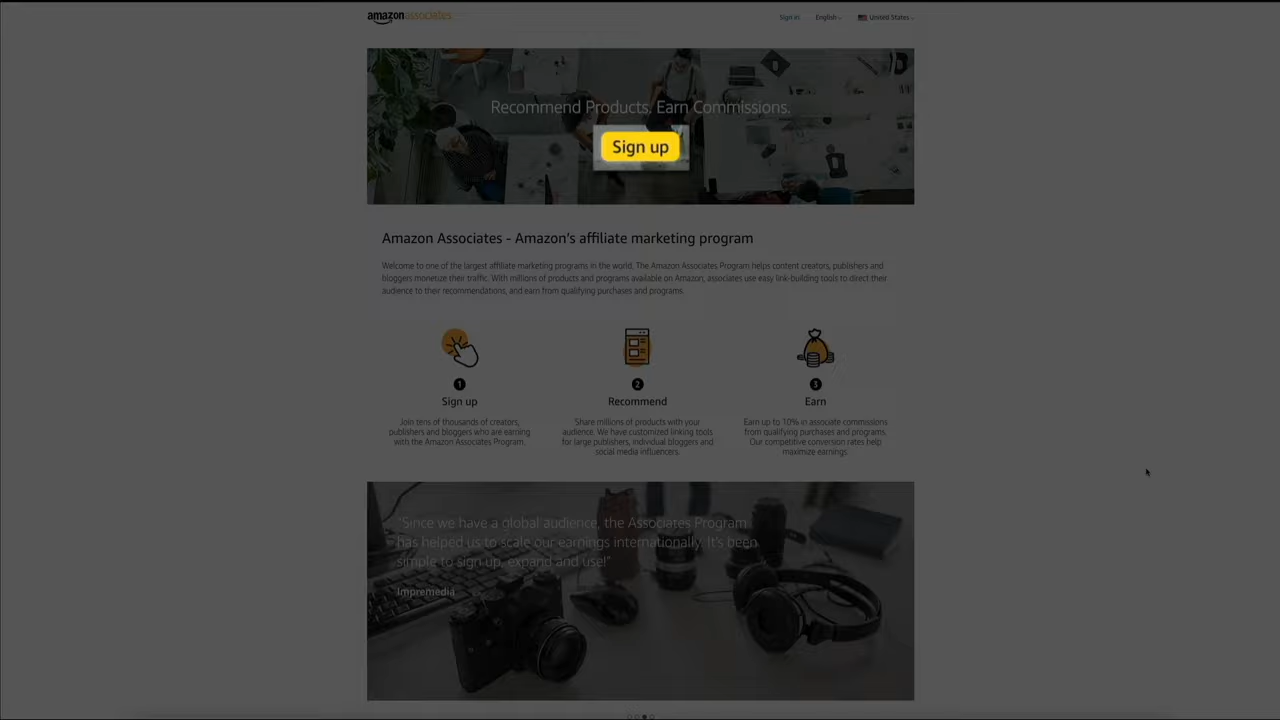 amazonassociates
Sign in English United States
Recommend Products. Earn Commissions.
Sign up
Amazon Associates - Amazon's affiliate marketing program
Welcome to one of the largest affiliate marketing programs in the world. The Amazon Associates Program helps content creators, publishers and
bloggers monetize their traffic. With millions of products and programs available on Amazon, associates use easy link-building tools to direct their
audience to their recommendations, and earn from qualifying purchases and programs.
1
Sign up
Join tens of thousands of creators,
publishers and bloggers who are earning
with the Amazon Associates Program.
2
Recommend
Share millions of products with your
audience. We have customized linking tools
for large publishers, individual bloggers and
social media influencers.
3
Earn
Earn up to 10% in associate commissions
from qualifying purchases and programs.
Our competitive conversion rates help
maximize earnings.
"Since we have a global audience, the Associates Program
has helped us to scale our earnings internationally. It's been
simple to sign up, expand and use!"
Impremedia